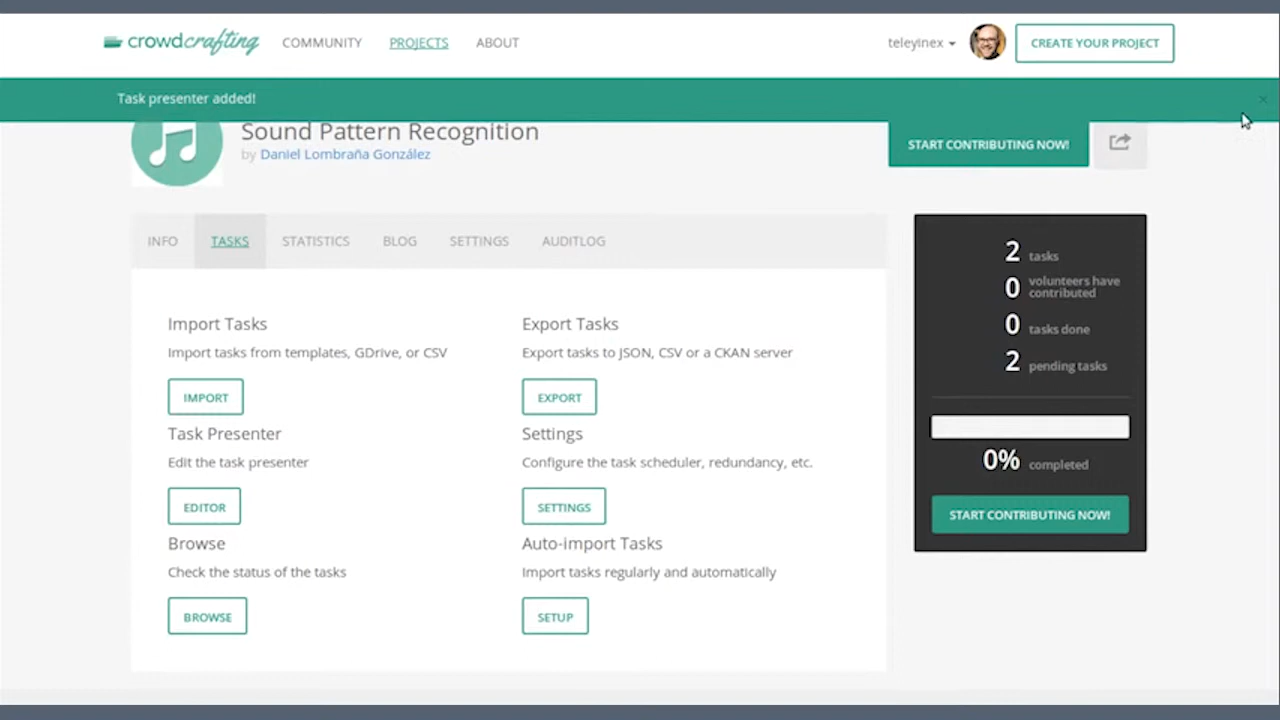 crowdcrafting COMMUNITY PROJECTS ABOUT teleyinex CREATE YOUR PROJECT
Task presenter added! ×
Sound Pattern Recognition
by Daniel Lombraña González
START CONTRIBUTING NOW!
INFO TASKS STATISTICS BLOG SETTINGS AUDITLOG
Import Tasks
Import tasks from templates, GDrive, or CSV
IMPORT
Export Tasks
Export tasks to JSON, CSV or a CKAN server
EXPORT
Task Presenter
Edit the task presenter
EDITOR
Settings
Configure the task scheduler, redundancy, etc.
SETTINGS
Browse
Check the status of the tasks
BROWSE
Auto-import Tasks
Import tasks regularly and automatically
SETUP
2 tasks
0 volunteers have
contributed
0 tasks done
2 pending tasks
0% completed
START CONTRIBUTING NOW!